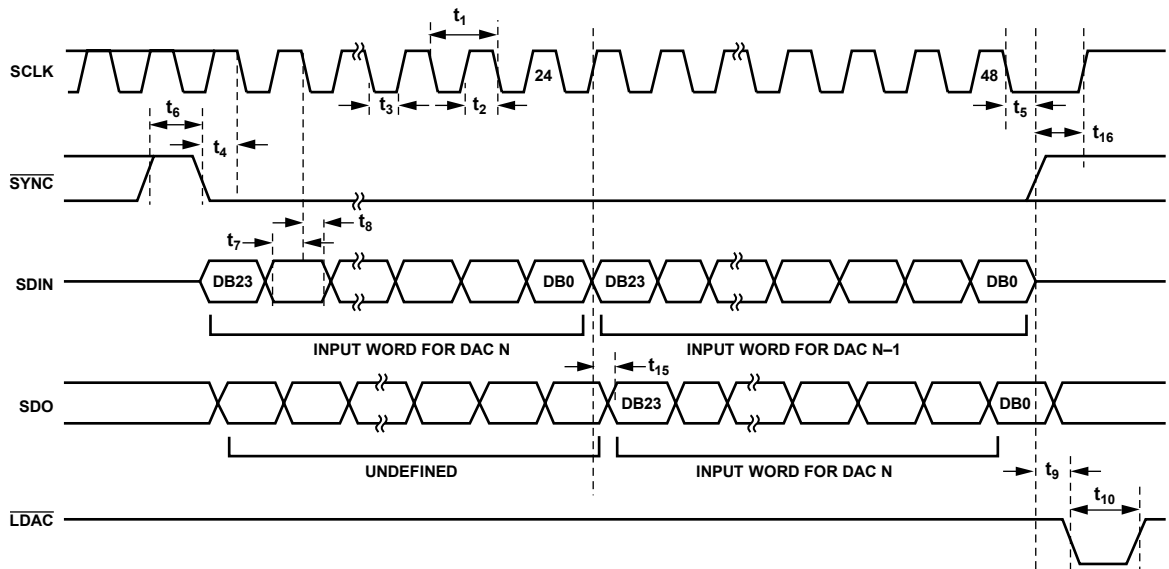 t1
SCLK
24
48
t3
t2
t5
t6
t4
t16
SYNC
t8
t7
SDIN
DB23
DB0
DB23
DB0
INPUT WORD FOR DAC N
INPUT WORD FOR DAC N–1
t15
SDO
DB23
DB0
UNDEFINED
INPUT WORD FOR DAC N
t9
t10
LDAC